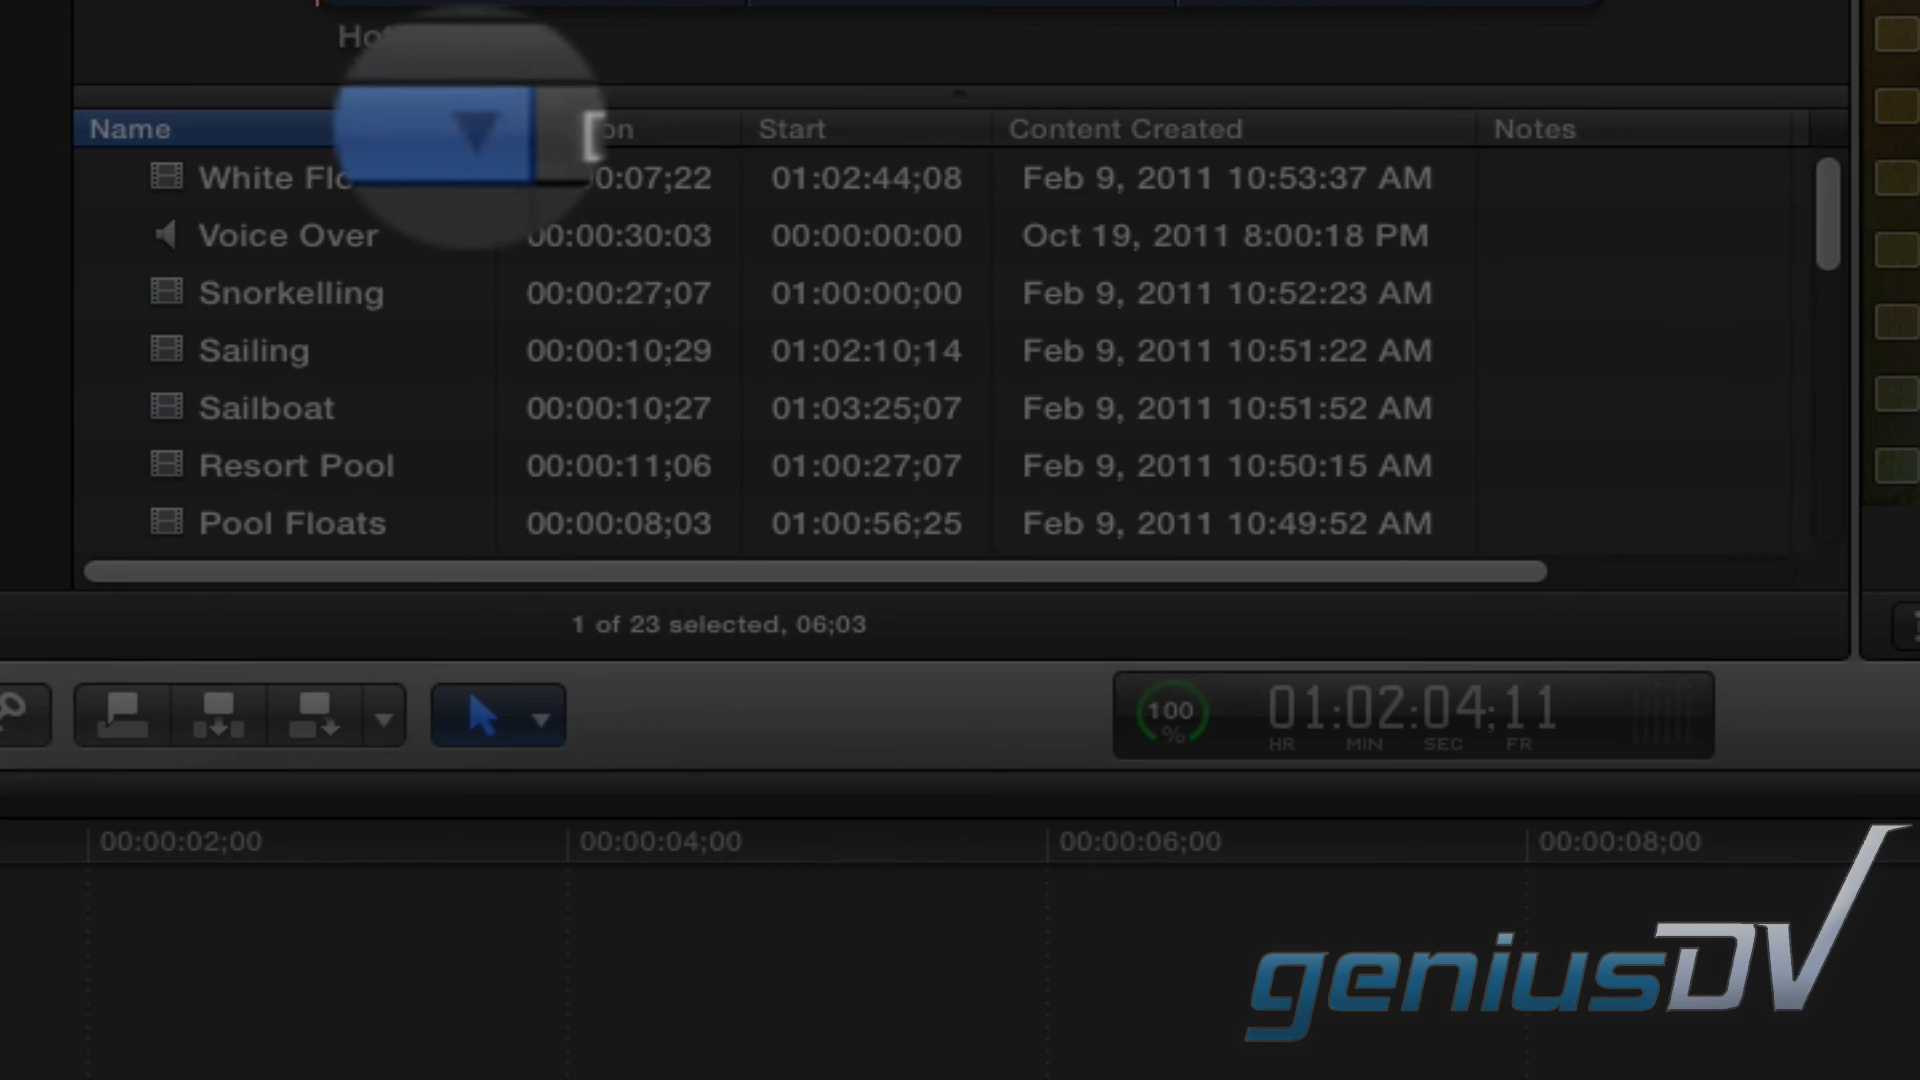 Name Start Content Created Notes
White 01:02:44;08 Feb 9, 2011 10:53:37 AM
Voice Over 00:00:30:03 00:00:00:00 Oct 19, 2011 8:00:18 PM
Snorkelling 00:00:27;07 01:00:00;00 Feb 9, 2011 10:52:23 AM
Sailing 00:00:10;29 01:02:10;14 Feb 9, 2011 10:51:22 AM
Sailboat 00:00:10;27 01:03:25;07 Feb 9, 2011 10:51:52 AM
Resort Pool 00:00:11;06 01:00:27;07 Feb 9, 2011 10:50:15 AM
Pool Floats 00:00:08;03 01:00:56;25 Feb 9, 2011 10:49:52 AM
1 of 23 selected, 06;03
100 % 01:02:04;11
HR MIN SEC FR
00:00:02;00 00:00:04;00 00:00:06;00 00:00:08;00
geniusDV